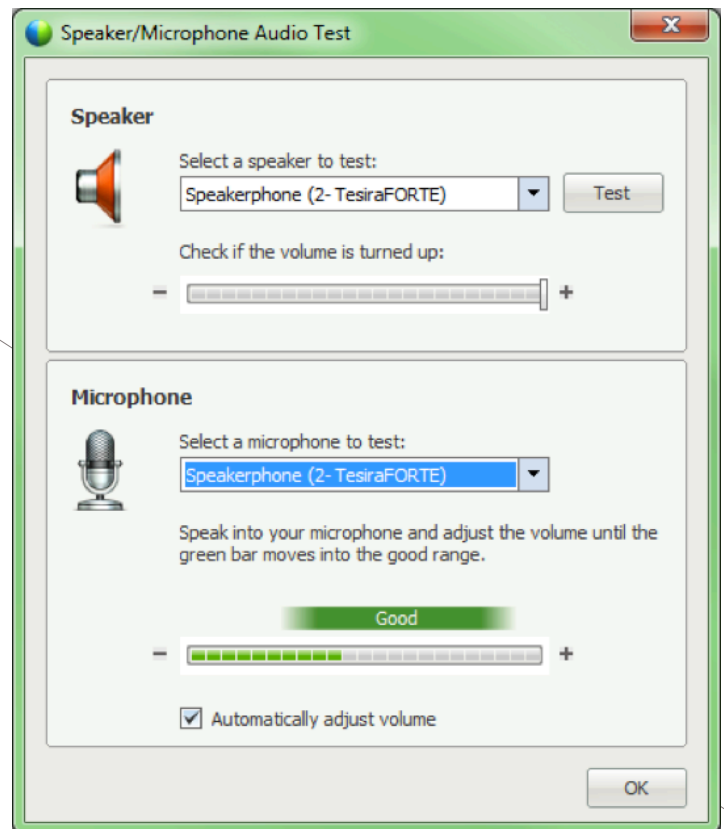 Speaker/Microphone Audio Test
Speaker
Select a speaker to test:
Speakerphone (2- TesiraFORTE)
Test
Check if the volume is turned up:
- +
Microphone
Select a microphone to test:
Speakerphone (2- TesiraFORTE)
Speak into your microphone and adjust the volume until the
green bar moves into the good range.
Good
- +
Automatically adjust volume
OK